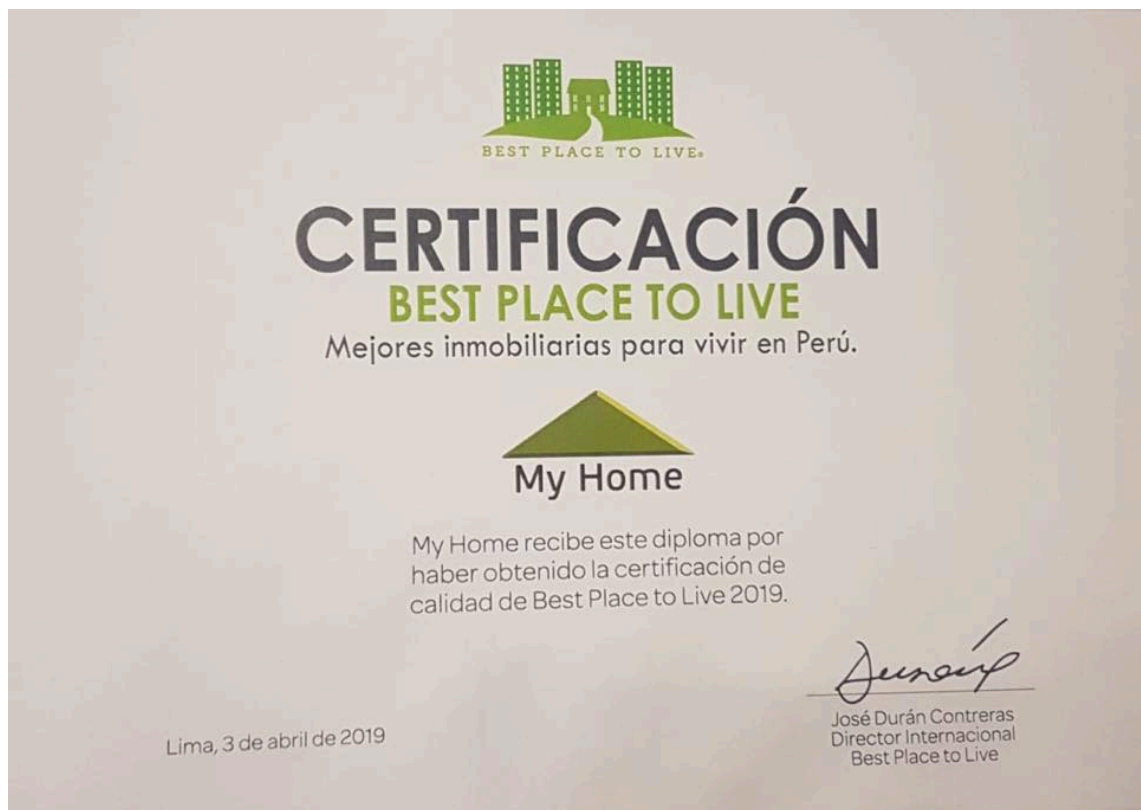 BEST PLACE TO LIVE®
CERTIFICACIÓN
BEST PLACE TO LIVE
Mejores inmobiliarias para vivir en Perú.
My Home
My Home recibe este diploma por
haber obtenido la certificación de
calidad de Best Place to Live 2019.
Lima, 3 de abril de 2019
José Durán Contreras
Director Internacional
Best Place to Live